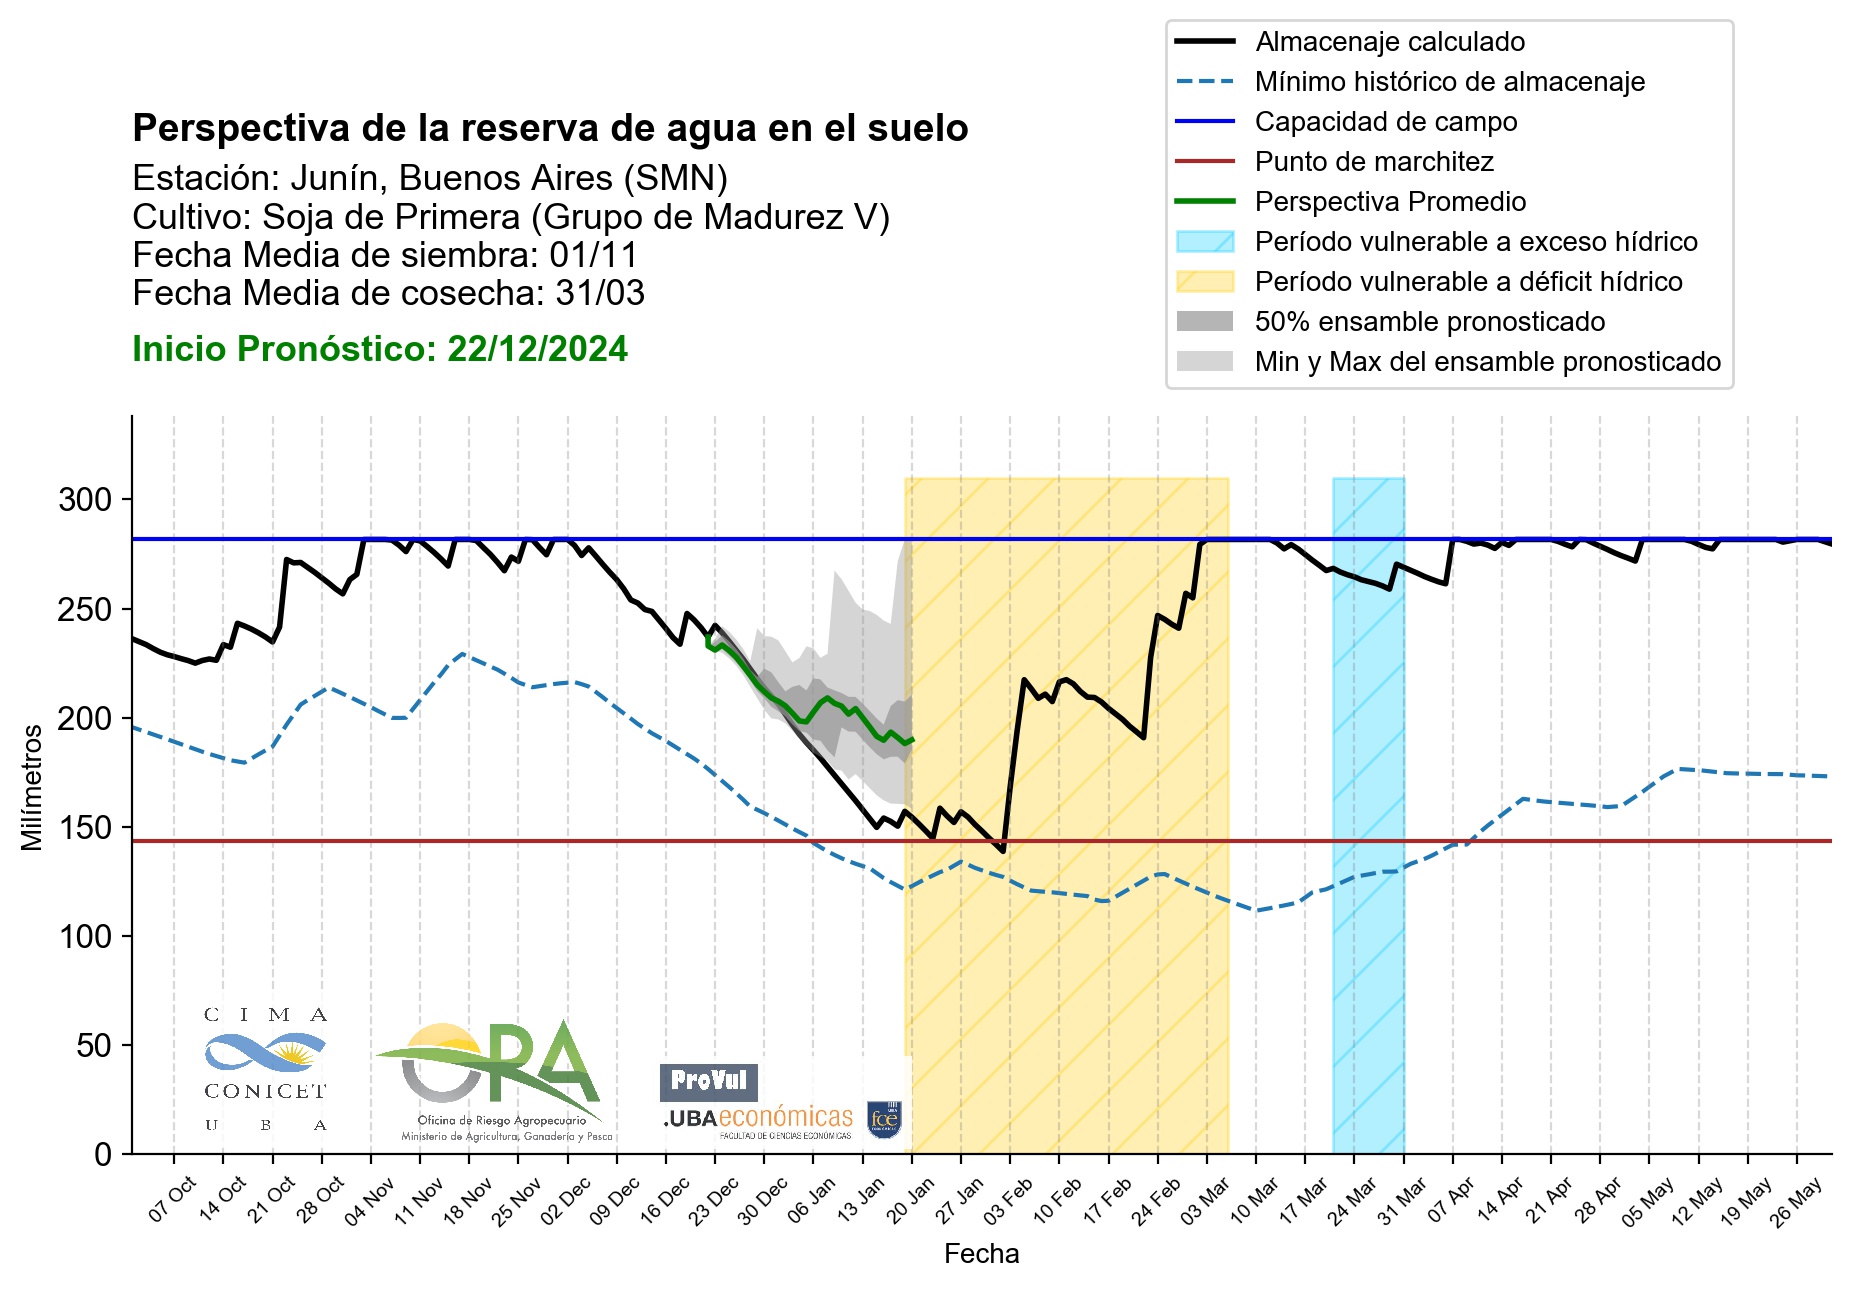 Almacenaje calculado
Mínimo histórico de almacenaje
Capacidad de campo
Punto de marchitez
Perspectiva Promedio
Período vulnerable a exceso hídrico
Período vulnerable a déficit hídrico
50% ensamble pronosticado
Min y Max del ensamble pronosticado
Perspectiva de la reserva de agua en el suelo
Estación: Junín, Buenos Aires (SMN)
Cultivo: Soja de Primera (Grupo de Madurez V)
Fecha Media de siembra: 01/11
Fecha Media de cosecha: 31/03
Inicio Pronóstico: 22/12/2024
300
250
200
150
100
50
0
Milímetros
CIMA
CONICET
UBA
ORA
Oficina de Riesgo Agropecuario
Ministerio de Agricultura, Ganadería y Pesca
ProVul
.UBAeconómicas
FACULTAD DE CIENCIAS ECONÓMICAS
fce
07 Oct
14 Oct
21 Oct
28 Oct
04 Nov
11 Nov
18 Nov
25 Nov
02 Dec
09 Dec
16 Dec
23 Dec
30 Dec
06 Jan
13 Jan
20 Jan
27 Jan
03 Feb
10 Feb
17 Feb
24 Feb
03 Mar
10 Mar
17 Mar
24 Mar
31 Mar
07 Apr
14 Apr
21 Apr
28 Apr
05 May
12 May
19 May
26 May
Fecha